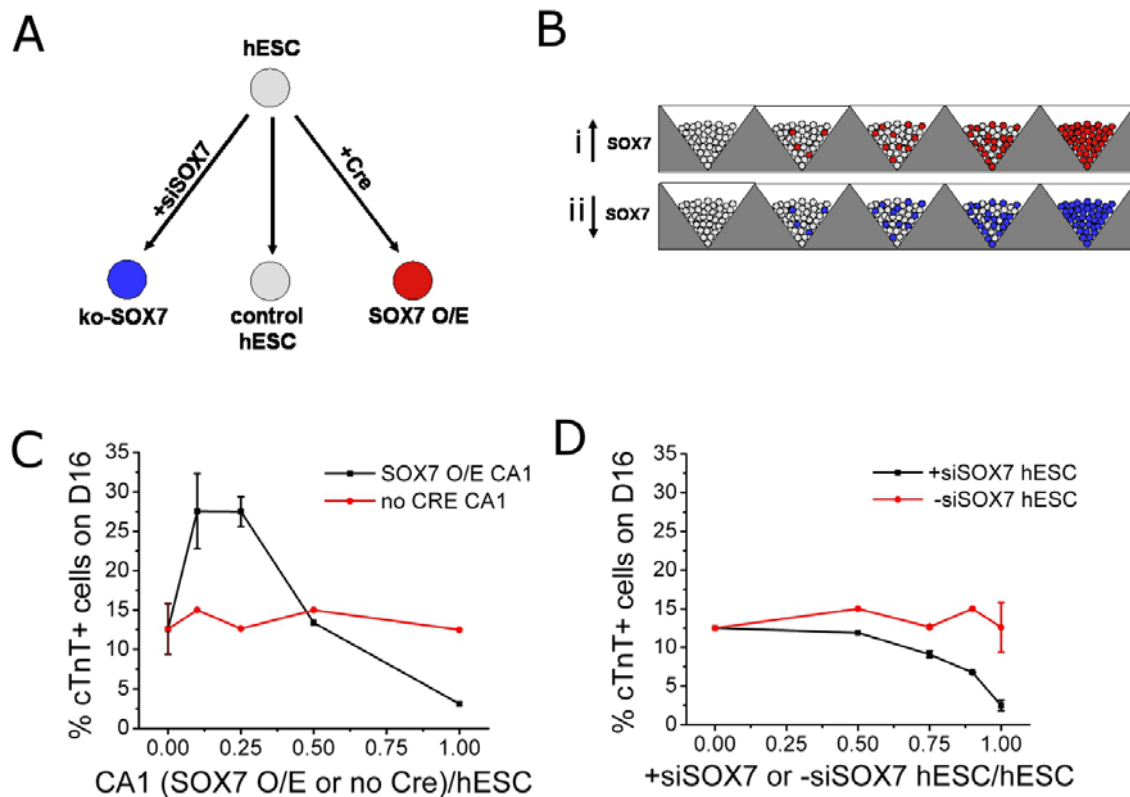 A
hESC
+siSOX7
+Cre
ko-SOX7
control
hESC
SOX7 O/E
B
i
SOX7
ii
SOX7
C
% cTnT+ cells on D16
35
30
25
20
15
10
5
0
SOX7 O/E CA1
no CRE CA1
0.00 0.25 0.50 0.75 1.00
CA1 (SOX7 O/E or no Cre)/hESC
D
% cTnT+ cells on D16
35
30
25
20
15
10
5
0
+siSOX7 hESC
-siSOX7 hESC
0.00 0.25 0.50 0.75 1.00
+siSOX7 or -siSOX7 hESC/hESC